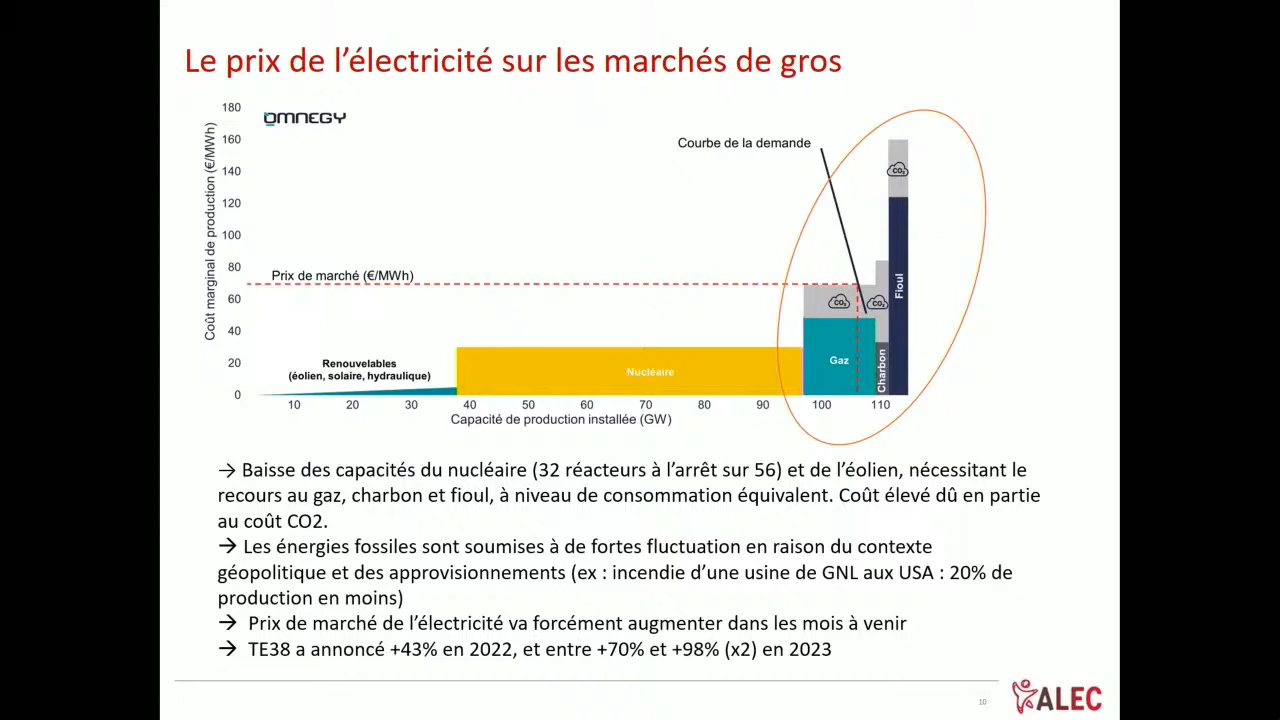 Le prix de l'électricité sur les marchés de gros
OMNEGY
Coût marginal de production (€/MWh)
180
160
140
120
100
80
60
40
20
0
Courbe de la demande
CO2
Prix de marché (€/MWh)
CO2
CO2
Fioul
Renouvelables
(éolien, solaire, hydraulique)
Nucléaire
Gaz
Charbon
10 20 30 40 50 60 70 80 90 100 110
Capacité de production installée (GW)
→ Baisse des capacités du nucléaire (32 réacteurs à l'arrêt sur 56) et de l'éolien, nécessitant le
recours au gaz, charbon et fioul, à niveau de consommation équivalent. Coût élevé dû en partie
au coût CO2.
→ Les énergies fossiles sont soumises à de fortes fluctuation en raison du contexte
géopolitique et des approvisionnements (ex : incendie d'une usine de GNL aux USA : 20% de
production en moins)
→ Prix de marché de l'électricité va forcément augmenter dans les mois à venir
→ TE38 a annoncé +43% en 2022, et entre +70% et +98% (x2) en 2023
10
ALEC